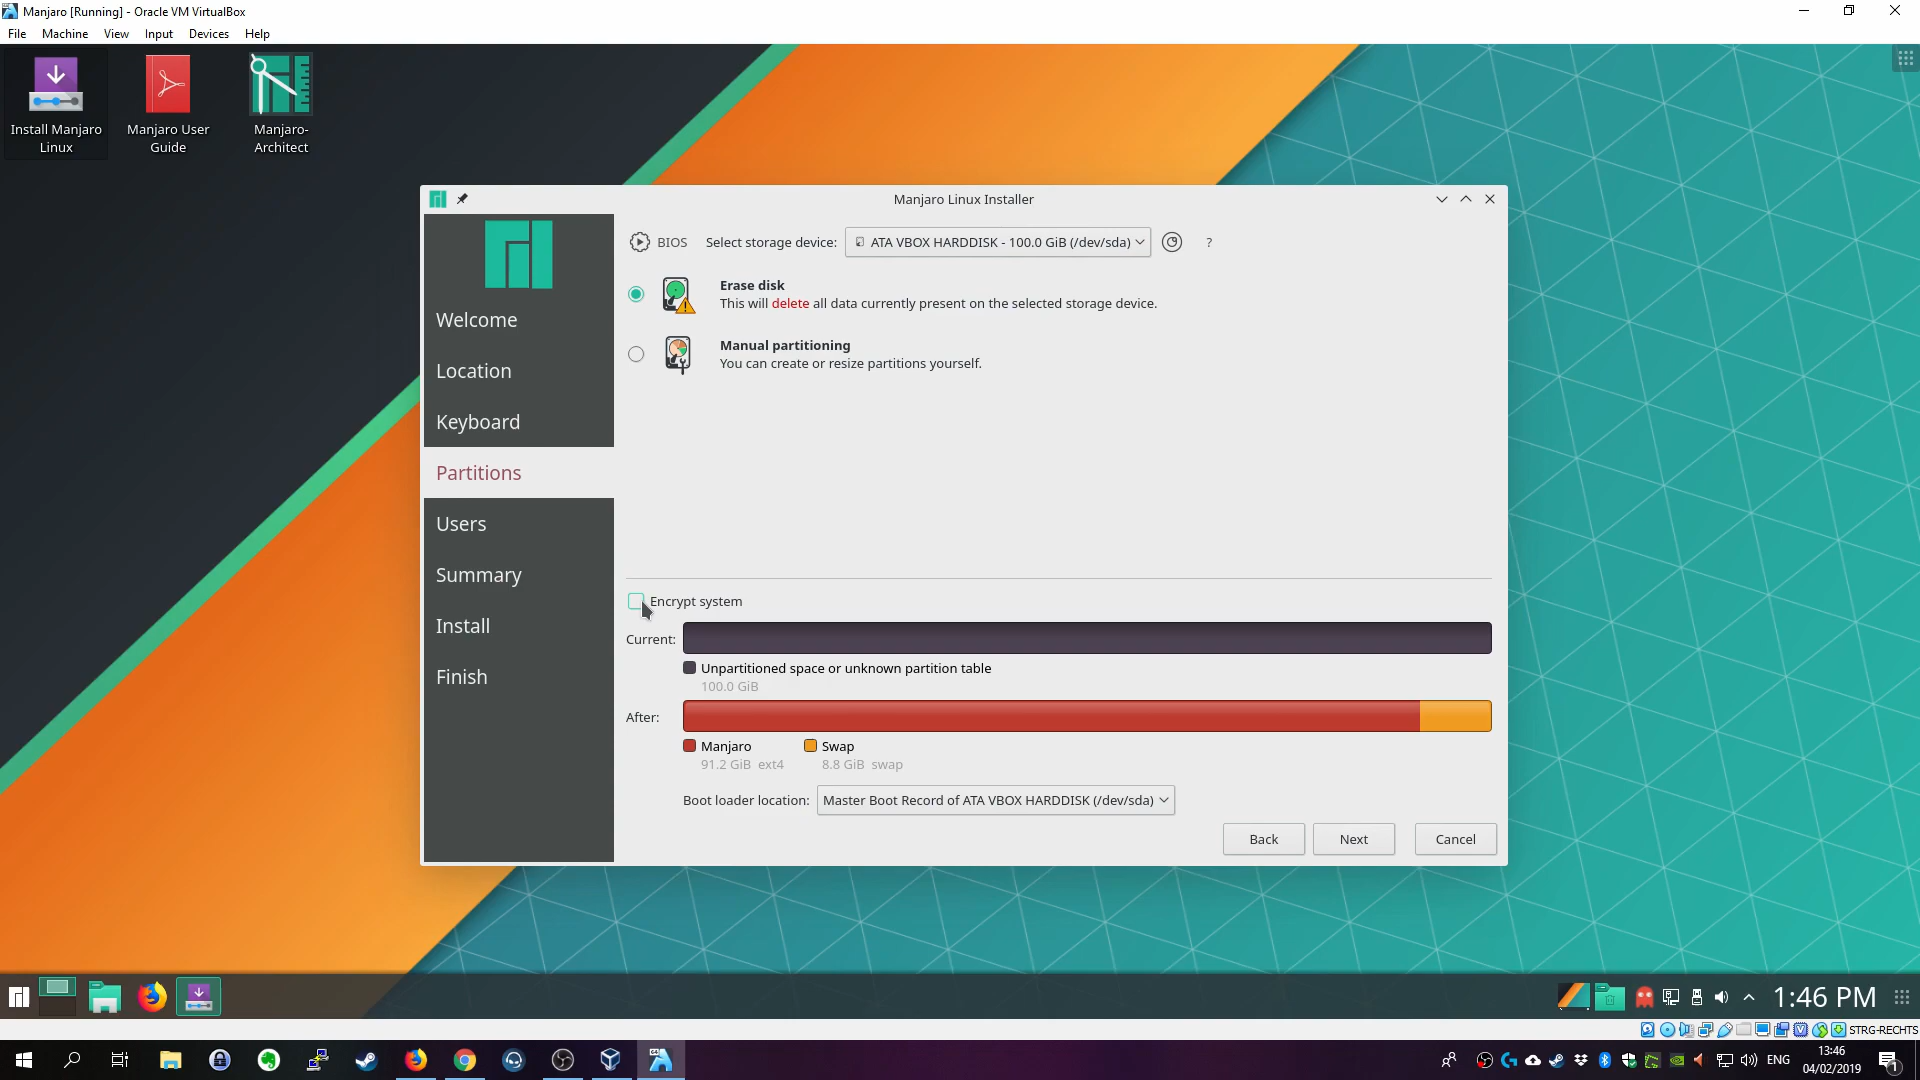 Manjaro [Running] - Oracle VM VirtualBox
File Machine View Input Devices Help
Install Manjaro
Linux
Manjaro User
Guide
Manjaro-
Architect
Manjaro Linux Installer
BIOS Select storage device: ATA VBOX HARDDISK - 100.0 GiB (/dev/sda) ?
Erase disk
This will delete all data currently present on the selected storage device.
Manual partitioning
You can create or resize partitions yourself.
Welcome
Location
Keyboard
Partitions
Users
Summary
Install
Finish
Encrypt system
Current:
Unpartitioned space or unknown partition table
100.0 GiB
After:
Manjaro Swap
91.2 GiB ext4 8.8 GiB swap
Boot loader location: Master Boot Record of ATA VBOX HARDDISK (/dev/sda)
Back Next Cancel
1:46 PM
STRG-RECHTS
ENG
13:46
04/02/2019
1